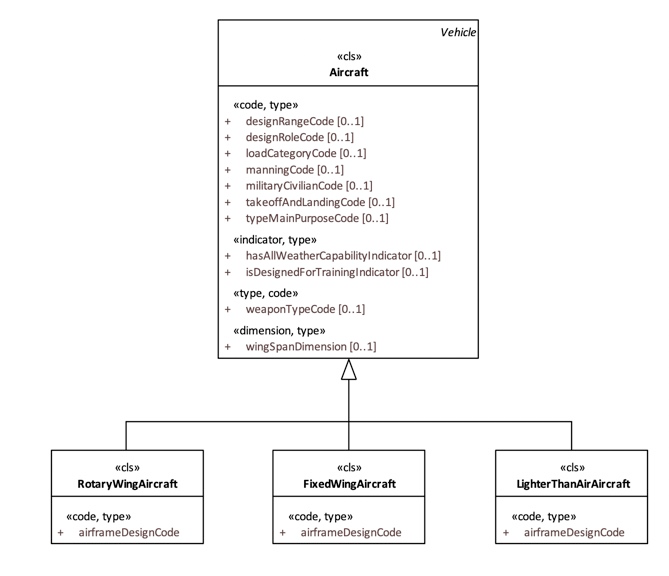 Vehicle
«cls»
Aircraft
«code, type»
+ designRangeCode [0..1]
+ designRoleCode [0..1]
+ loadCategoryCode [0..1]
+ manningCode [0..1]
+ militaryCivilianCode [0..1]
+ takeoffAndLandingCode [0..1]
+ typeMainPurposeCode [0..1]
«indicator, type»
+ hasAllWeatherCapabilityIndicator [0..1]
+ isDesignedForTrainingIndicator [0..1]
«type, code»
+ weaponTypeCode [0..1]
«dimension, type»
+ wingSpanDimension [0..1]
«cls»
RotaryWingAircraft
«code, type»
+ airframeDesignCode
«cls»
FixedWingAircraft
«code, type»
+ airframeDesignCode
«cls»
LighterThanAirAircraft
«code, type»
+ airframeDesignCode